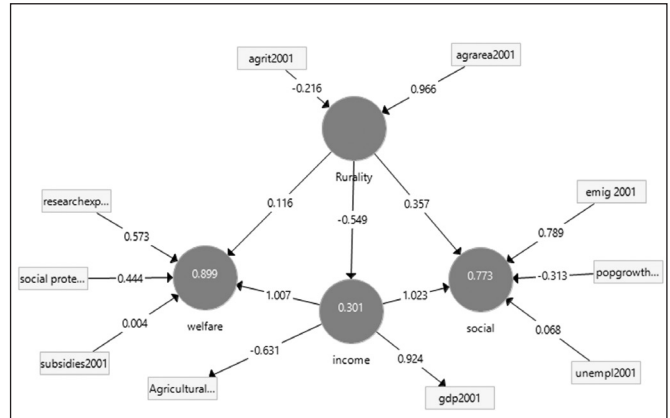 agrit2001
agrarea2001
-0.216
0.966
Rurality
researchexp...
emig 2001
0.116
0.357
-0.549
0.573
0.789
social prote...
0.444
0.899
0.773
-0.313
popgrowth...
1.007
0.301
1.023
0.004
0.068
welfare
social
subsidies2001
-0.631
income
0.924
unempl2001
Agricultural...
gdp2001